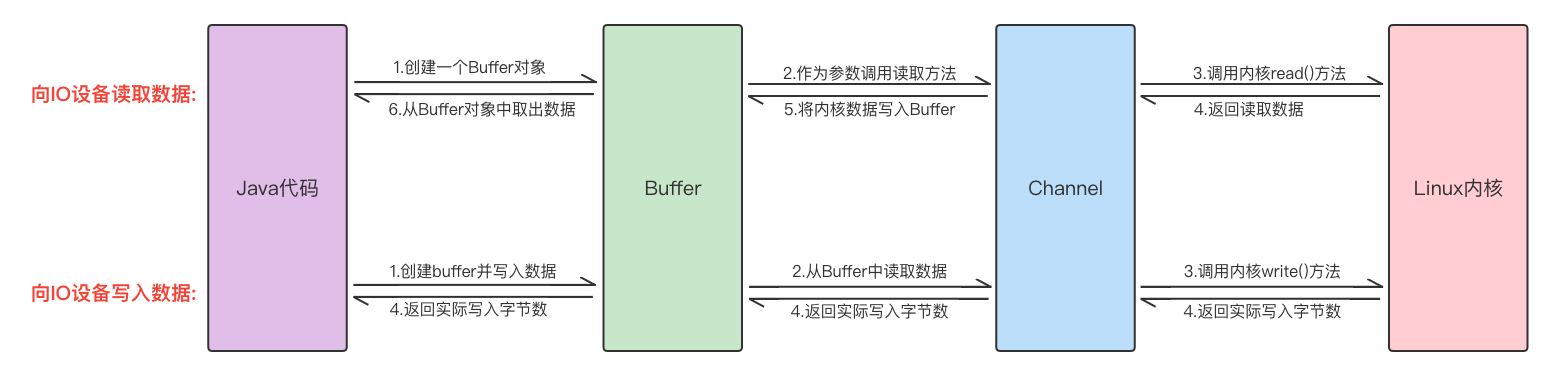 1.创建一个Buffer对象
2.作为参数调用读取方法
3.调用内核read()方法
向IO设备读取数据:
6.从Buffer对象中取出数据
5.将内核数据写入Buffer
4.返回读取数据
Java代码
Buffer
Channel
Linux内核
1.创建buffer并写入数据
2.从Buffer中读取数据
3.调用内核write()方法
向IO设备写入数据:
4.返回实际写入字节数
4.返回实际写入字节数
4.返回实际写入字节数